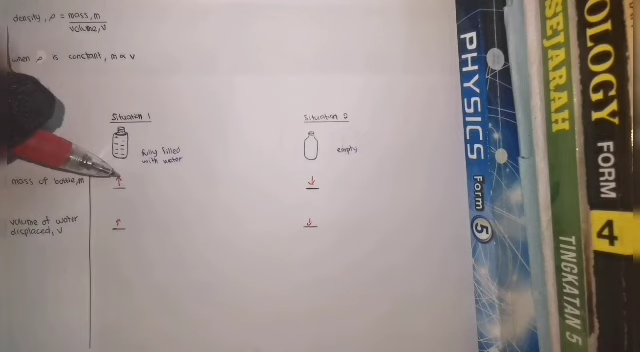 density, ρ = mass, m
volume, V
when ρ is constant, m ∝ V
Situation 1
Situation 2
fully filled
with water
empty
mass of bottle, m
↑
↓
volume of water
displaced, V
↑
↓
PHYSICS Form 5
SEJARAH
TINGKATAN 5
OLOGY FORM 4